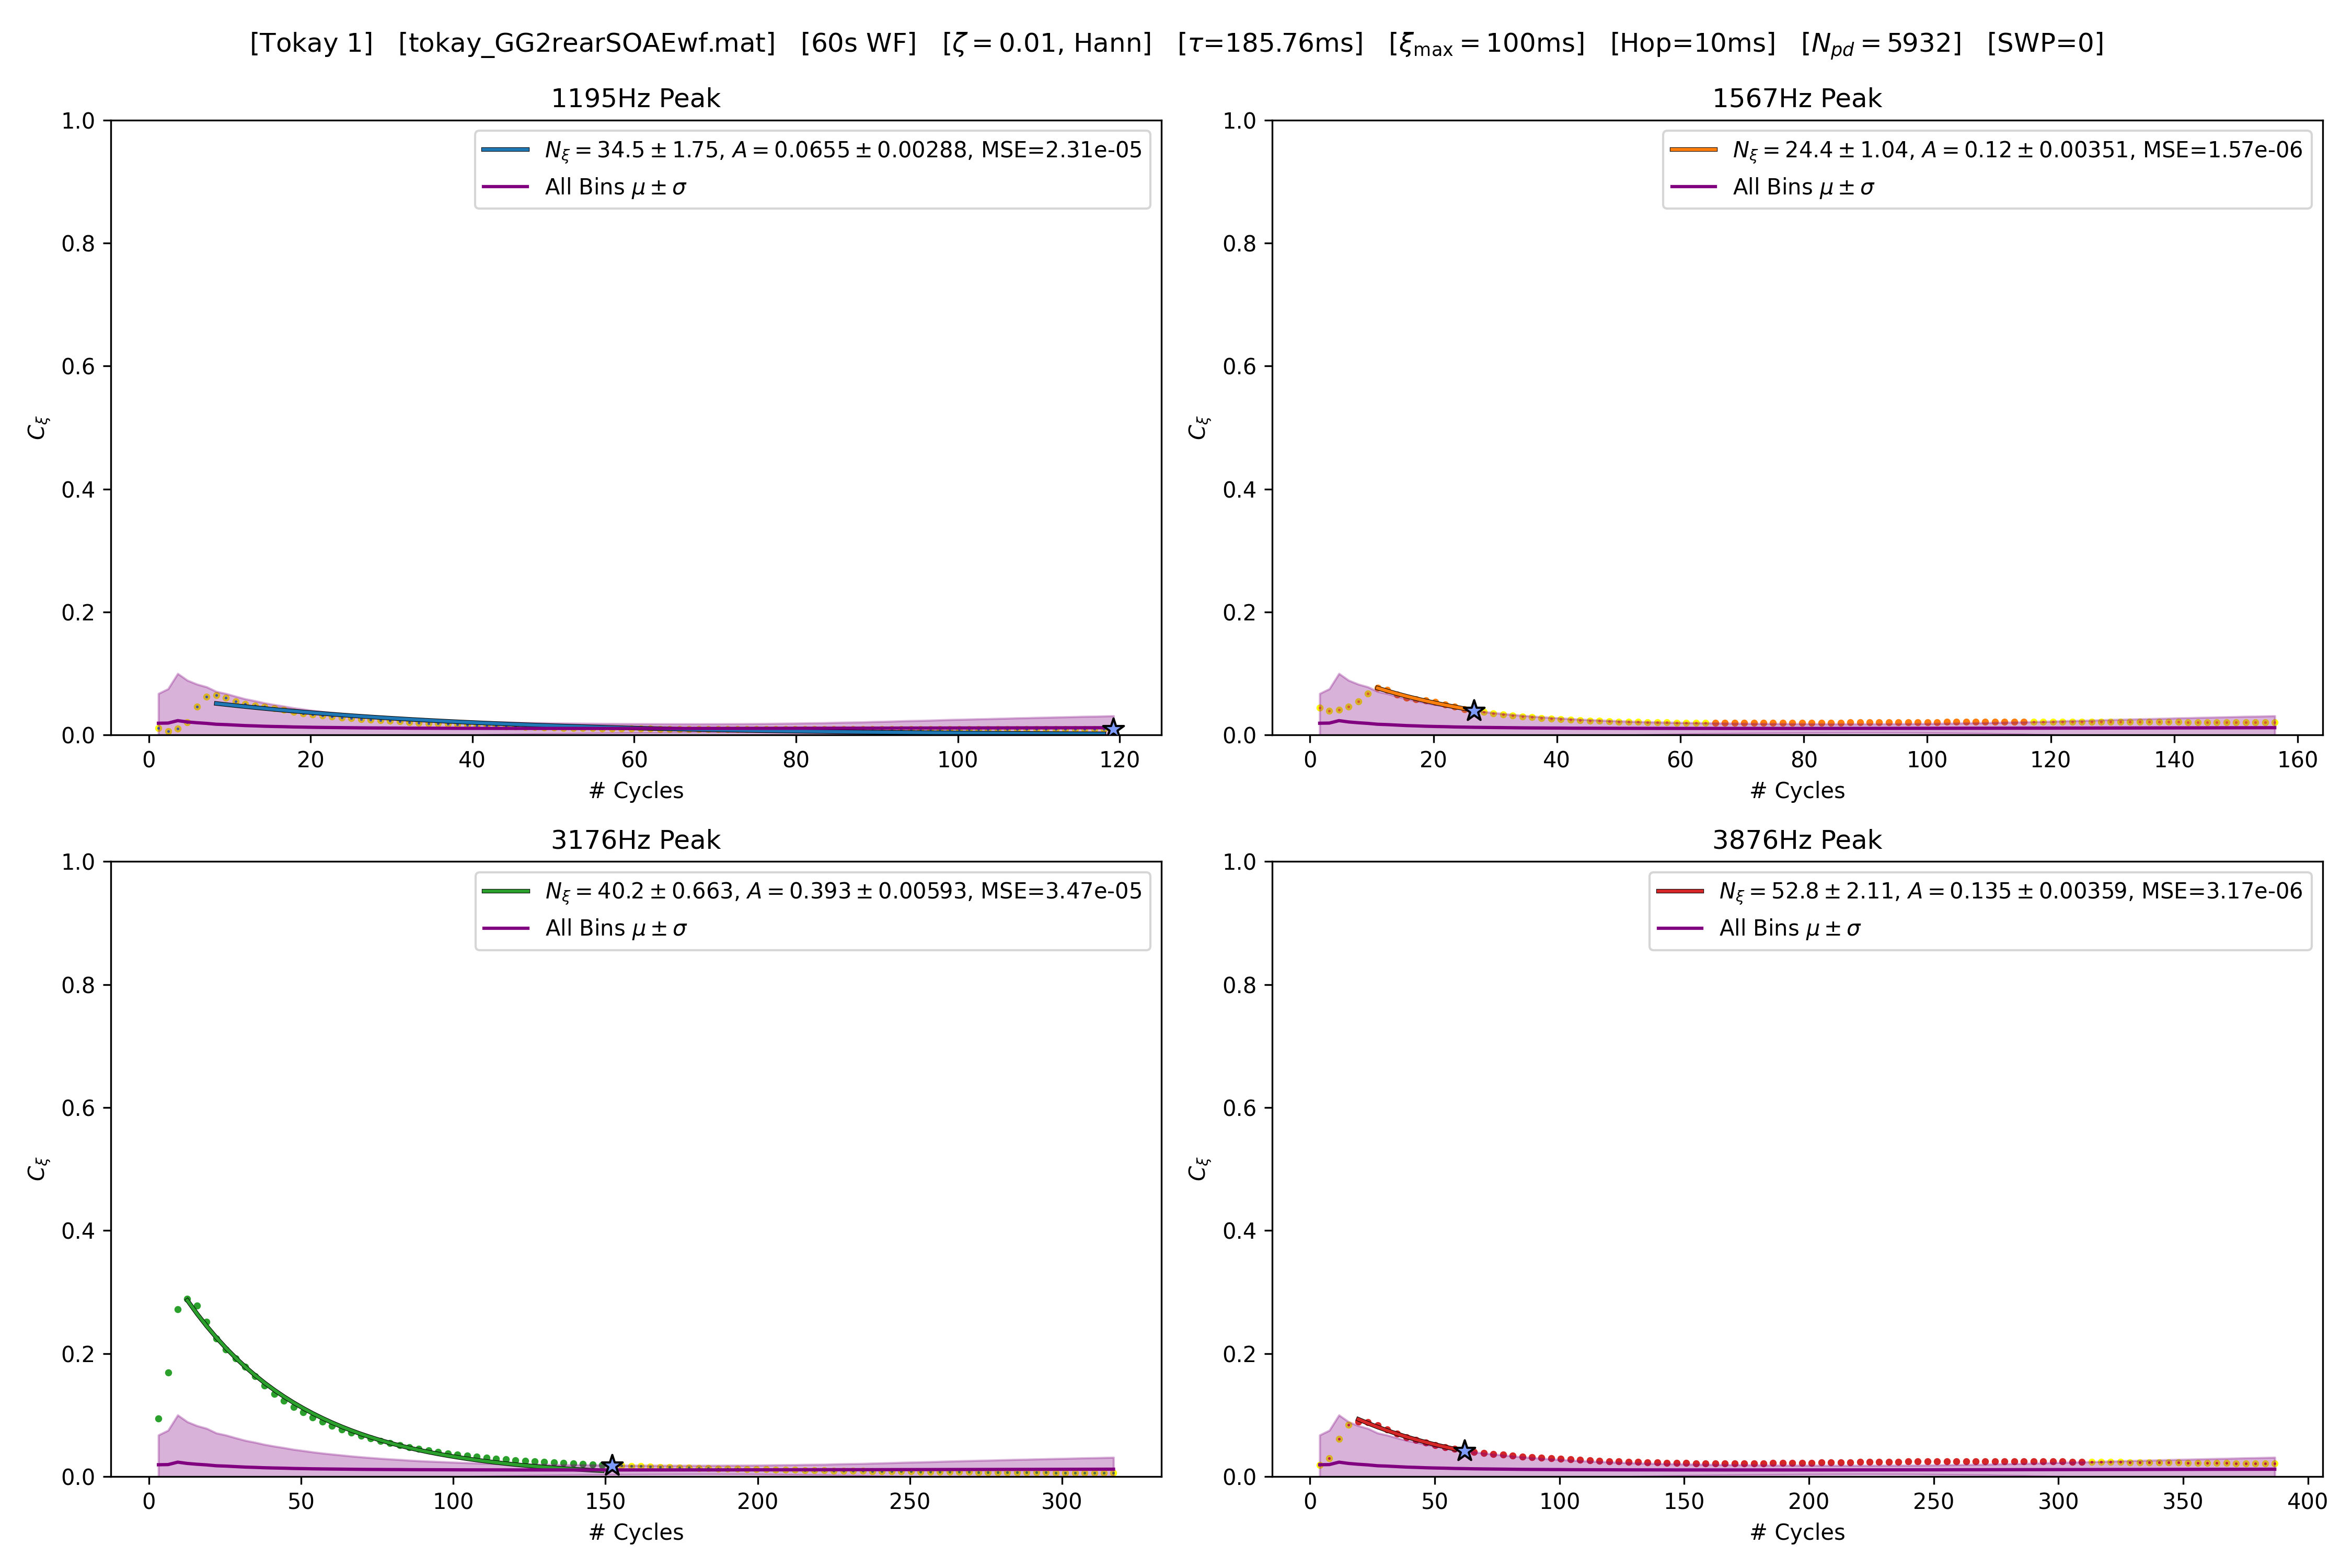 [Tokay 1] [tokay_GG2rearSOAEwf.mat] [60s WF] [ζ = 0.01, Hann] [τ=185.76ms] [ξmax = 100ms] [Hop=10ms] [Npd = 5932] [SWP=0]
1195Hz Peak
Nξ = 34.5 ± 1.75, A = 0.0655 ± 0.00288, MSE=2.31e-05
All Bins μ ± σ
1.0
0.8
0.6
0.4
0.2
0.0
Cξ
0 20 40 60 80 100 120
# Cycles
1567Hz Peak
Nξ = 24.4 ± 1.04, A = 0.12 ± 0.00351, MSE=1.57e-06
All Bins μ ± σ
1.0
0.8
0.6
0.4
0.2
0.0
Cξ
0 20 40 60 80 100 120 140 160
# Cycles
3176Hz Peak
Nξ = 40.2 ± 0.663, A = 0.393 ± 0.00593, MSE=3.47e-05
All Bins μ ± σ
1.0
0.8
0.6
0.4
0.2
0.0
Cξ
0 50 100 150 200 250 300
# Cycles
3876Hz Peak
Nξ = 52.8 ± 2.11, A = 0.135 ± 0.00359, MSE=3.17e-06
All Bins μ ± σ
1.0
0.8
0.6
0.4
0.2
0.0
Cξ
0 50 100 150 200 250 300 350 400
# Cycles